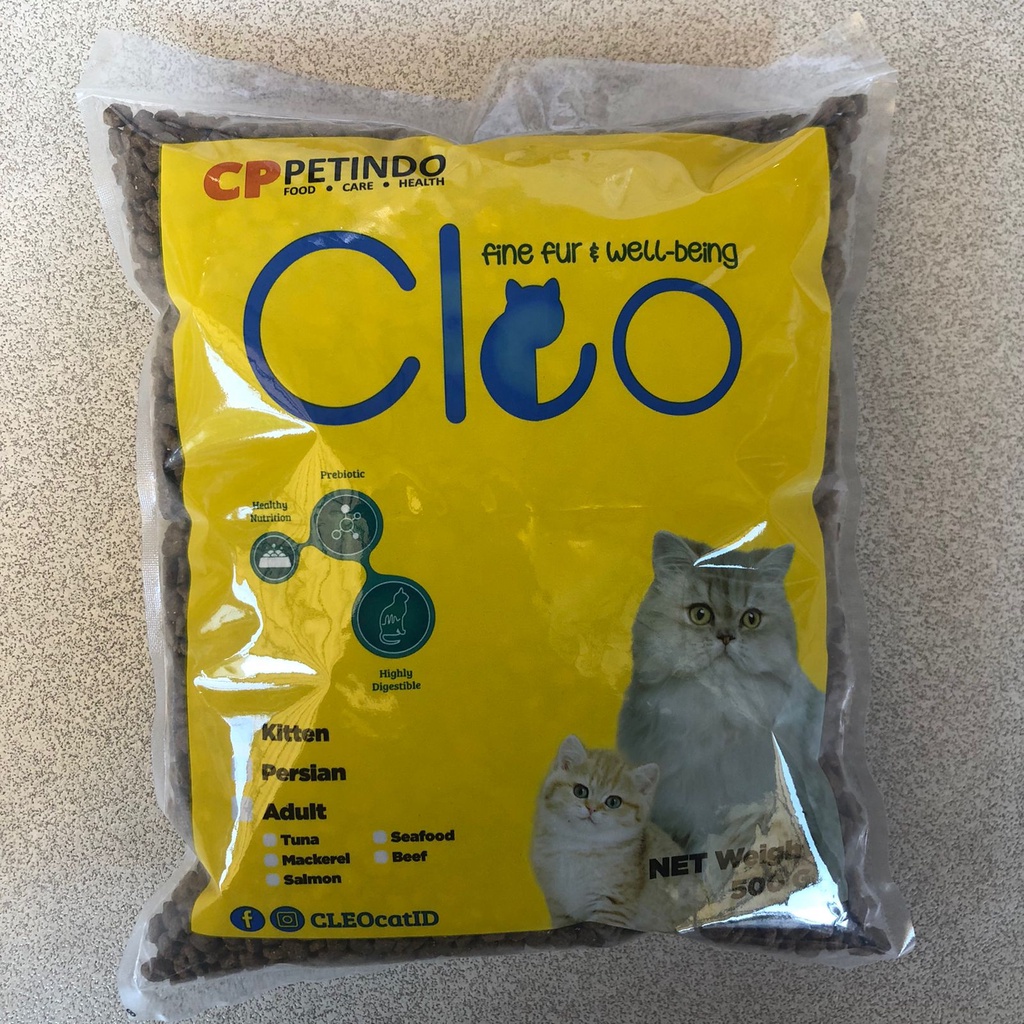 CP PETINDO
FOOD • CARE • HEALTH
fine fur & well-being
Cleo
Prebiotic
Healthy
Nutrition
Highly
Digestible
Kitten
Persian
Adult
Tuna
Seafood
Mackerel
Beef
Salmon
CLEOcatID
NET Weight
500 G